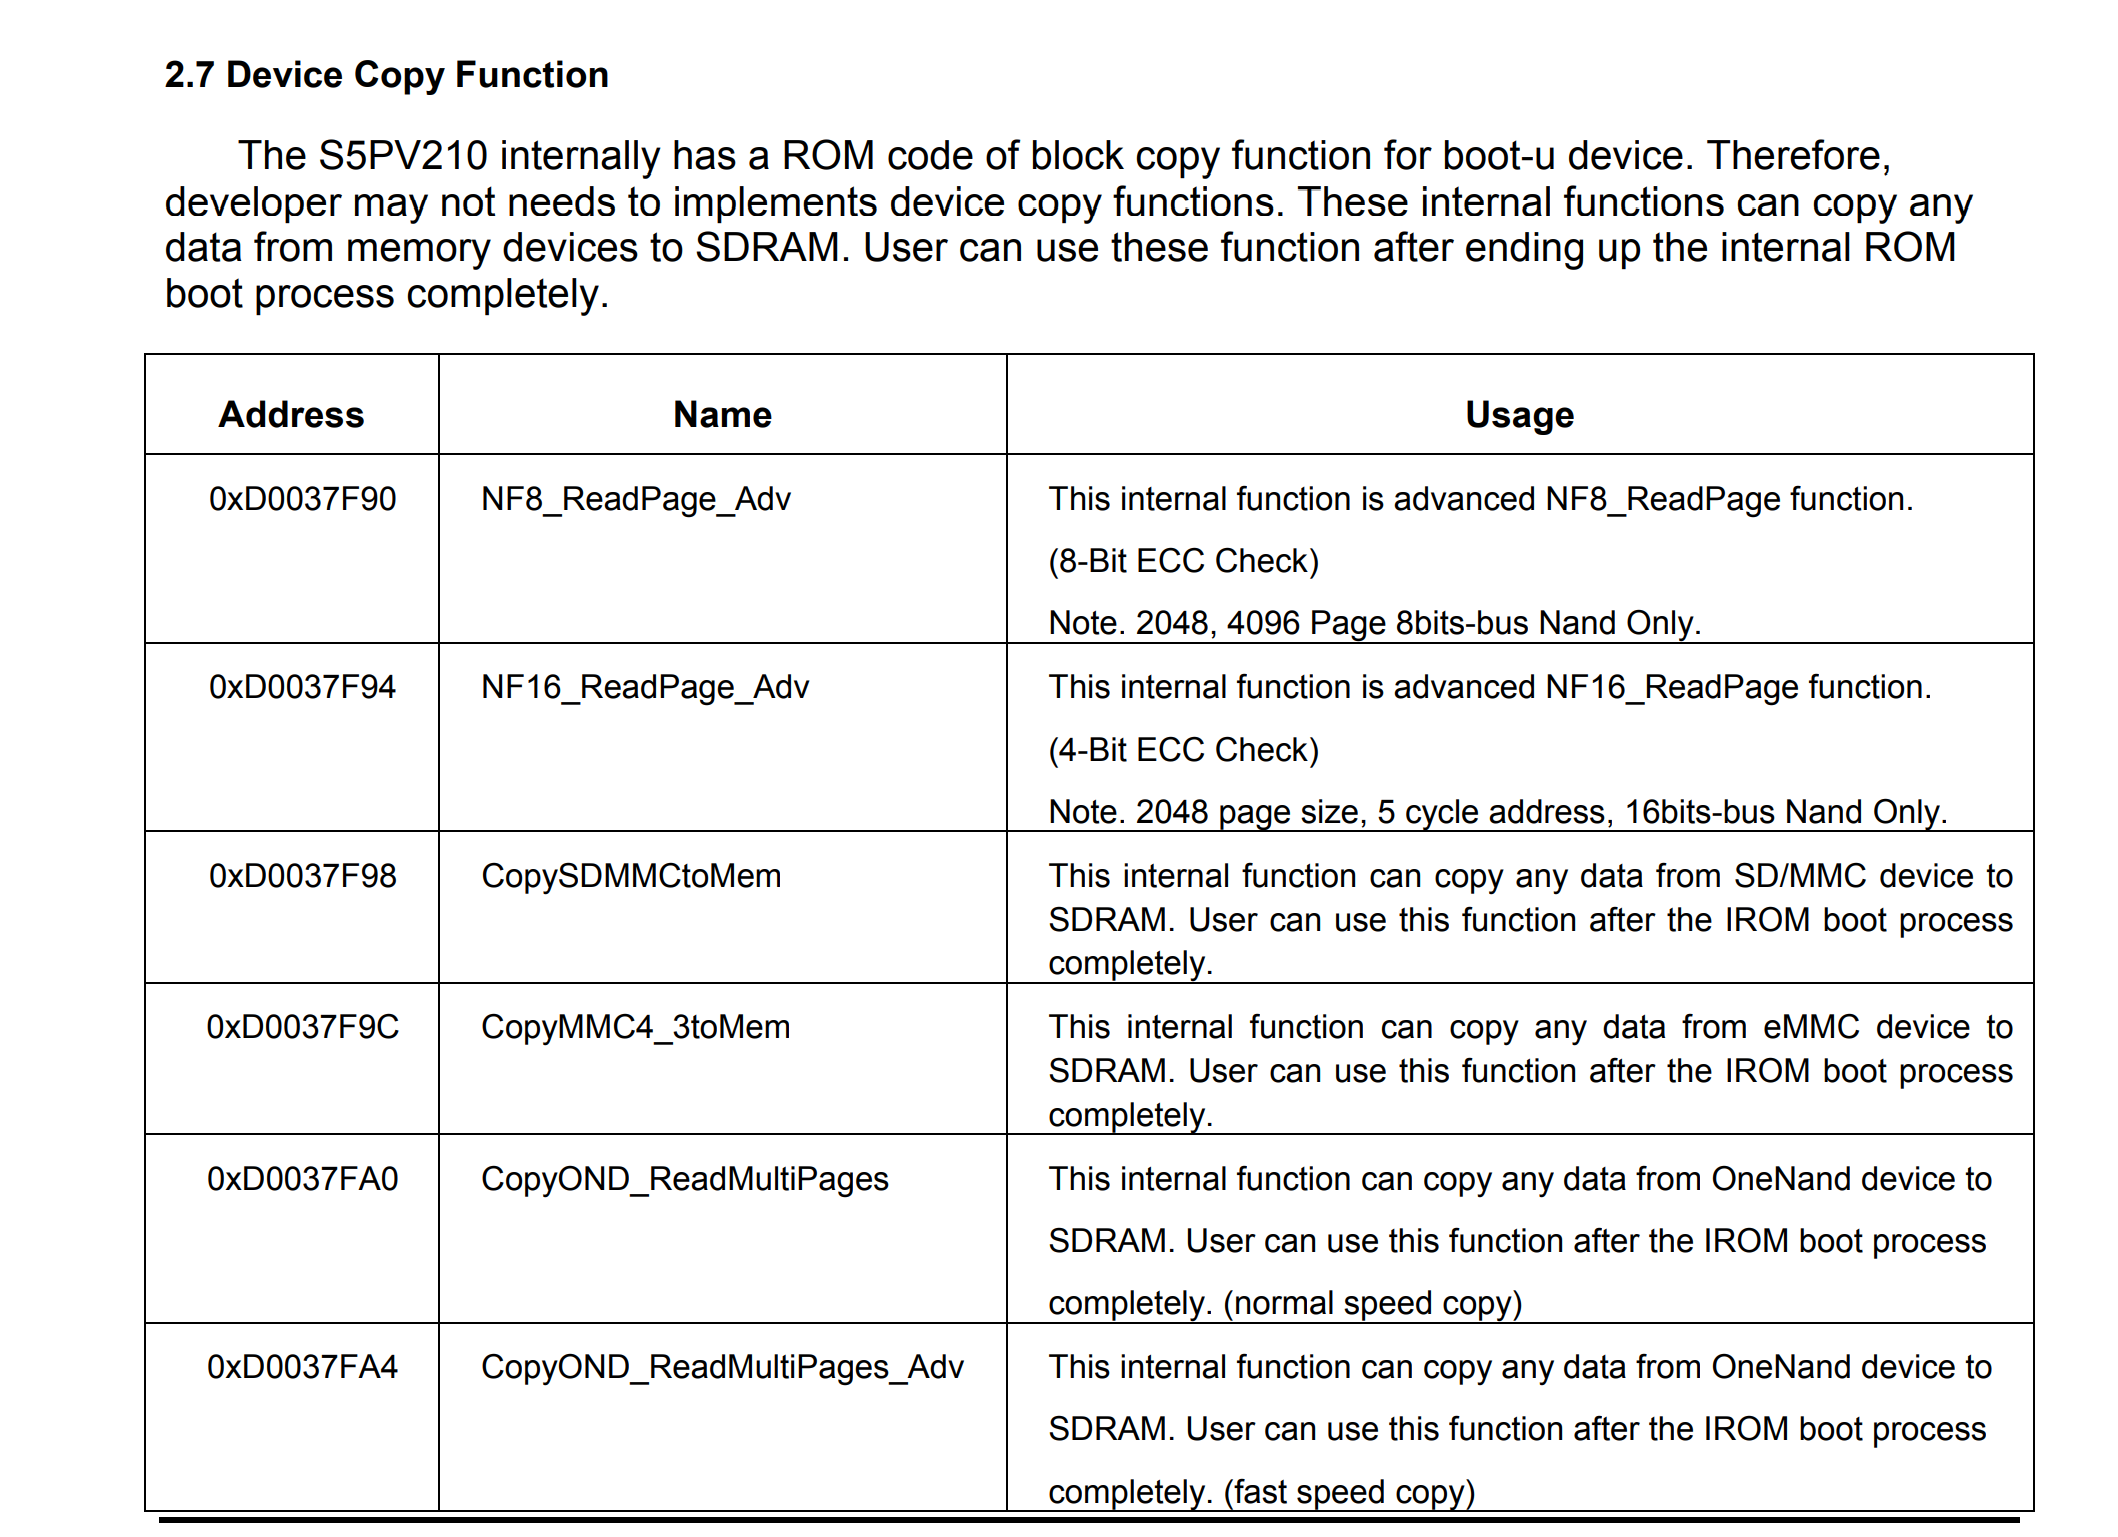 2.7 Device Copy Function
The S5PV210 internally has a ROM code of block copy function for boot-u device. Therefore,
developer may not needs to implements device copy functions. These internal functions can copy any
data from memory devices to SDRAM. User can use these function after ending up the internal ROM
boot process completely.
Address Name Usage
0xD0037F90 NF8_ReadPage_Adv This internal function is advanced NF8_ReadPage function.
(8-Bit ECC Check)
Note. 2048, 4096 Page 8bits-bus Nand Only.
0xD0037F94 NF16_ReadPage_Adv This internal function is advanced NF16_ReadPage function.
(4-Bit ECC Check)
Note. 2048 page size, 5 cycle address, 16bits-bus Nand Only.
0xD0037F98 CopySDMMCtoMem This internal function can copy any data from SD/MMC device to
SDRAM. User can use this function after the IROM boot process
completely.
0xD0037F9C CopyMMC4_3toMem This internal function can copy any data from eMMC device to
SDRAM. User can use this function after the IROM boot process
completely.
0xD0037FA0 CopyOND_ReadMultiPages This internal function can copy any data from OneNand device to
SDRAM. User can use this function after the IROM boot process
completely. (normal speed copy)
0xD0037FA4 CopyOND_ReadMultiPages_Adv This internal function can copy any data from OneNand device to
SDRAM. User can use this function after the IROM boot process
completely. (fast speed copy)